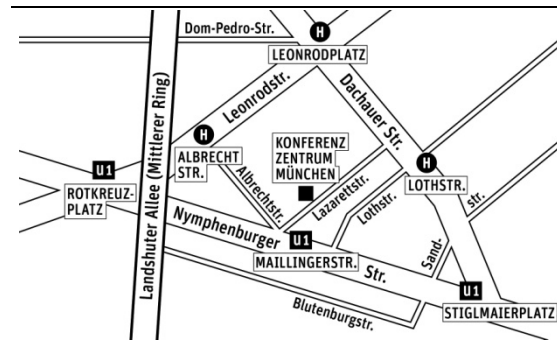 Dom-Pedro-Str.
H
LEONRODPLATZ
Landshuter Allee (Mittlerer Ring)
Leonrodstr.
Dachauer Str.
H
ALBRECHT
STR.
KONFERENZ
ZENTRUM
MÜNCHEN
H
LOTHSTR.
U1
ROTKREUZ-
PLATZ
Albrechtstr.
Lazarettstr.
Lothstr.
Sand-
str.
Nymphenburger
Str.
U1
MAILLINGERSTR.
Blutenburgstr.
U1
STIGLMAIERPLATZ